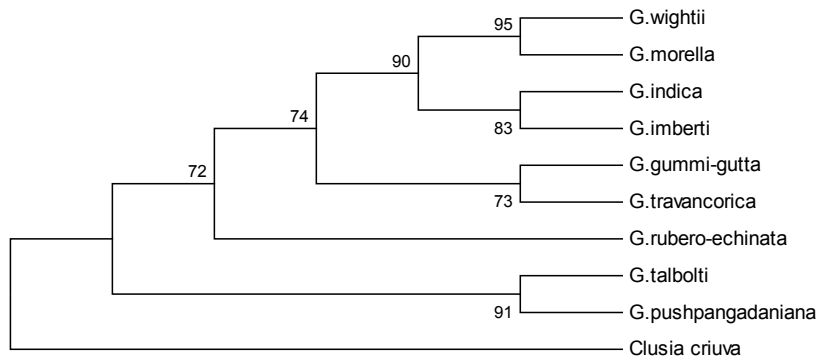 G.wightii
95
G.morella
90
G.indica
74
83
G.imberti
72
G.gummi-gutta
73
G.travancorica
G.rubero-echinata
G.talbolti
91
G.pushpangadaniana
Clusia criuva